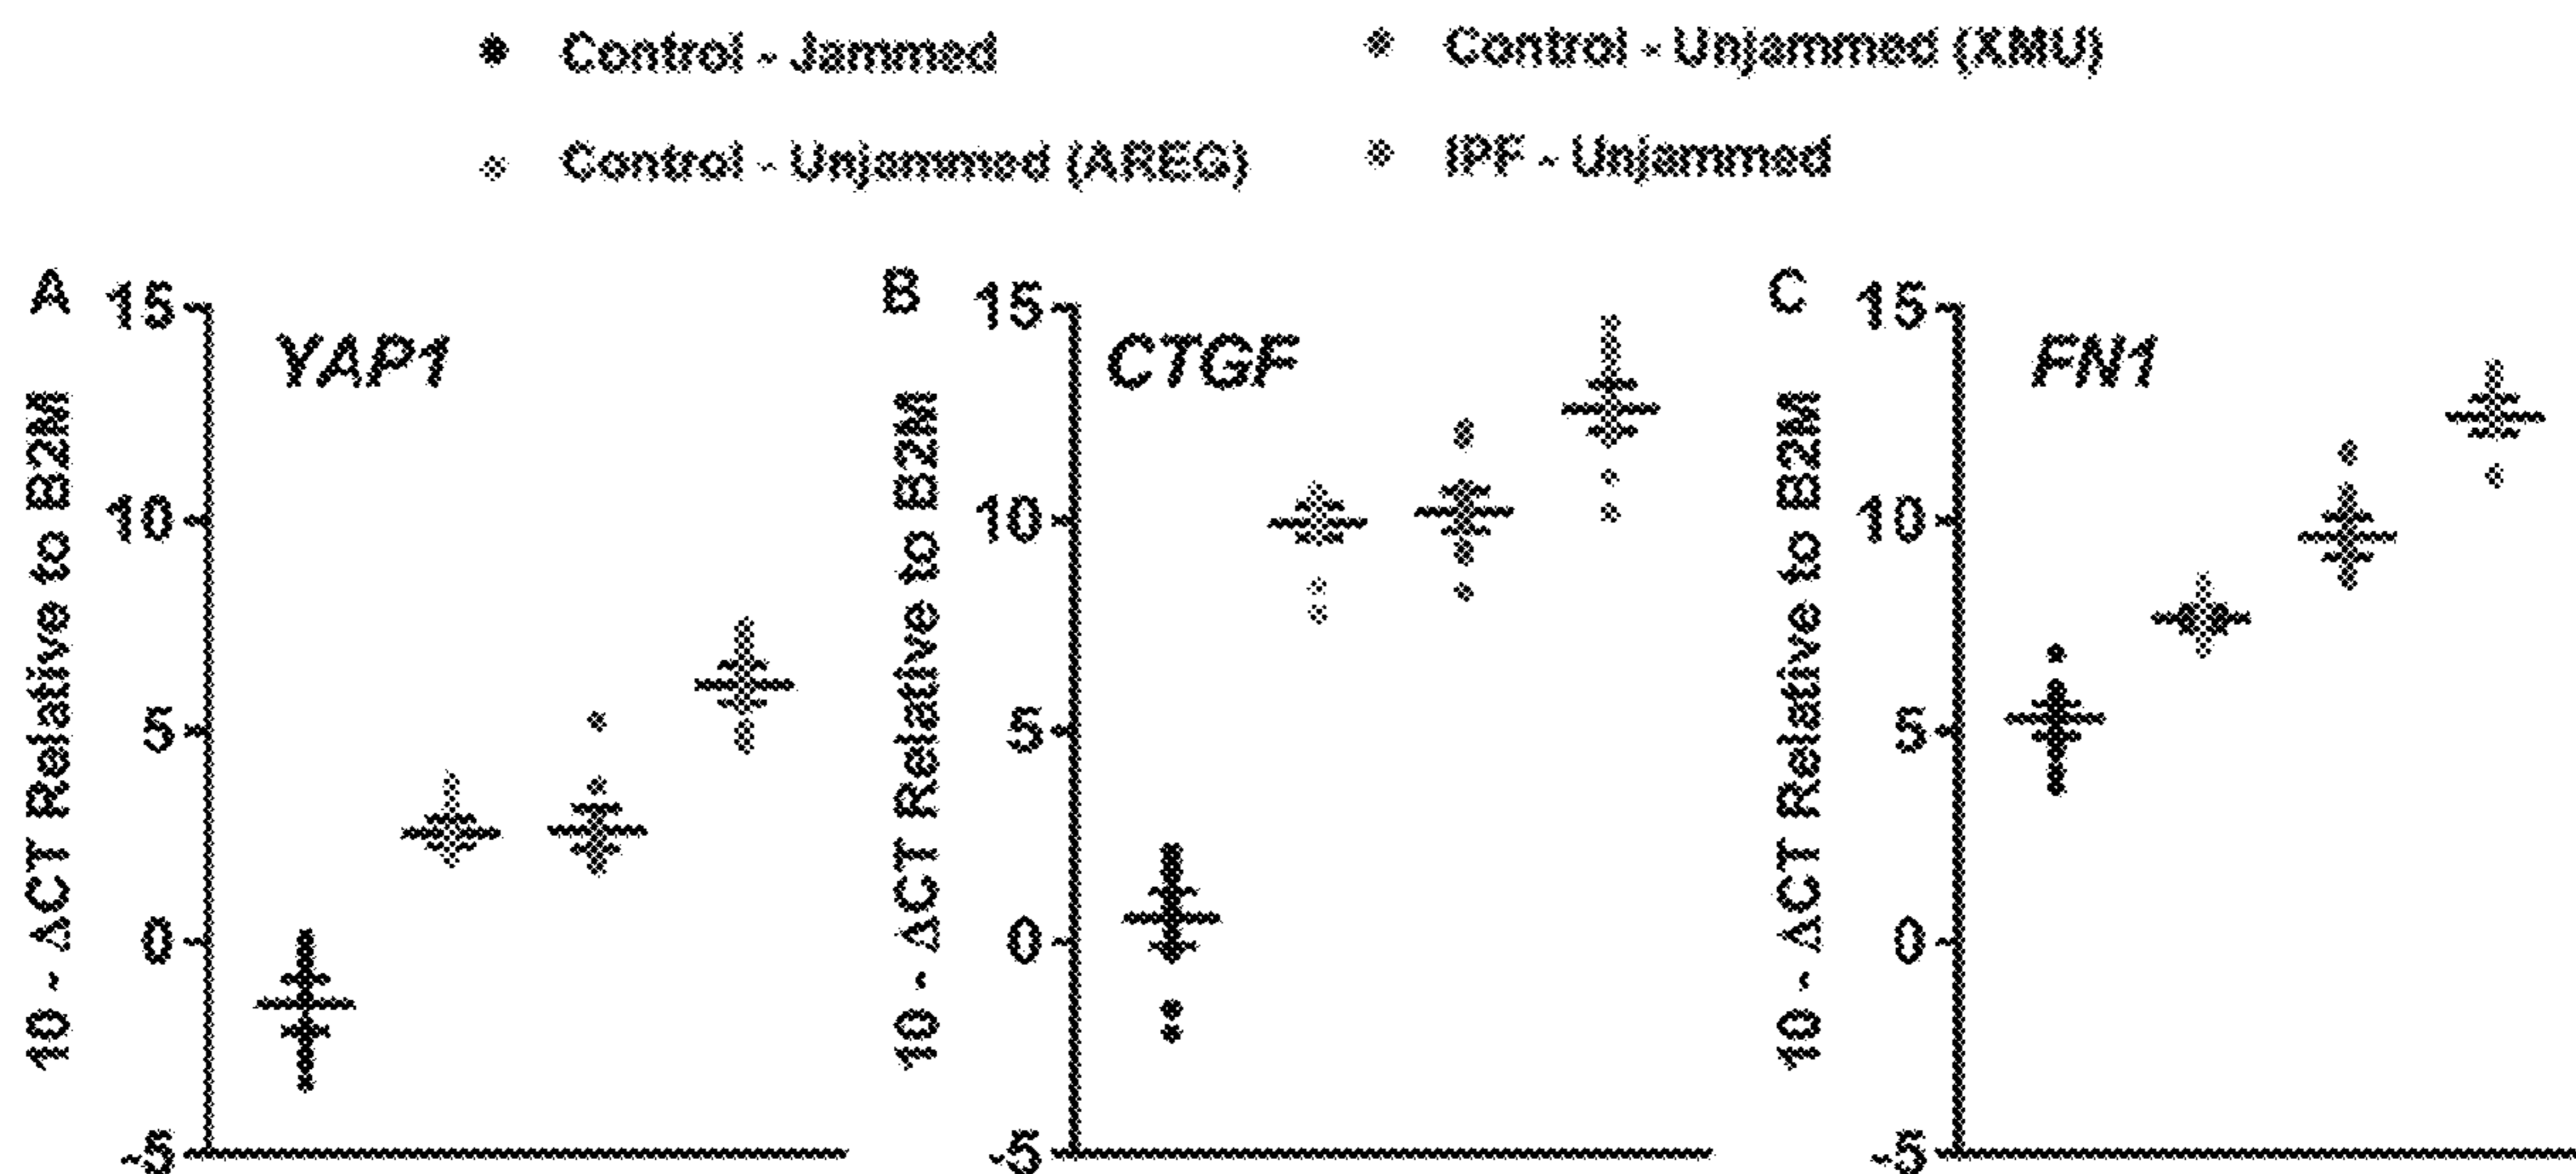 Control - Jammed
Control - Unjammed (XMU)
Control - Unjammed (AREG)
IPF - Unjammed
A
YAP1
10 - ΔCT Relative to B2M
15
10
5
0
-5
B
CTGF
10 - ΔCT Relative to B2M
15
10
5
0
-5
C
FN1
10 - ΔCT Relative to B2M
15
10
5
0
-5